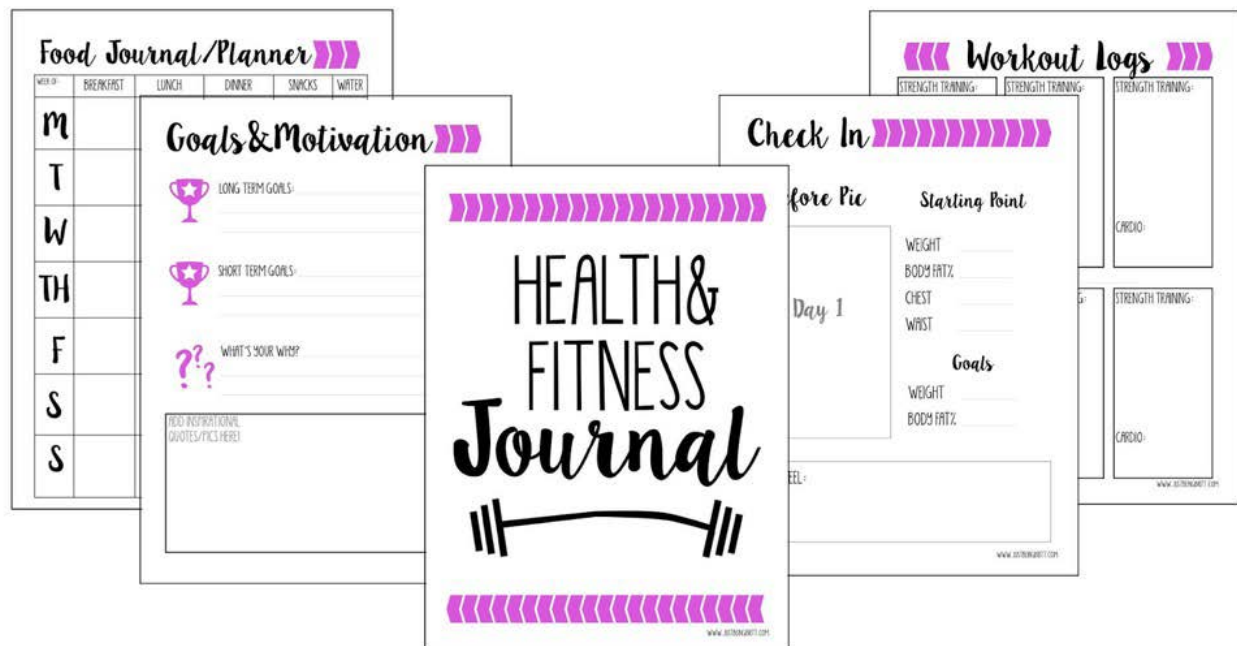 Food Journal/Planner
WEEK OF: BREAKFAST LUNCH DINNER SNACKS WATER
M
T
W
TH
F
S
S
Goals&Motivation
LONG TERM GOALS:
SHORT TERM GOALS:
WHAT'S YOUR WHY?
ADD INSPIRATIONAL
QUOTES/PICS HERE!
HEALTH&
FITNESS
Journal
Check In
efore Pic
Day 1
Starting Point
WEIGHT
BODY FAT%
CHEST
WAIST
Goals
WEIGHT
BODY FAT%
EEL:
Workout Logs
STRENGTH TRAINING: STRENGTH TRAINING: STRENGTH TRAINING:
CARDIO:
G: STRENGTH TRAINING:
CARDIO: